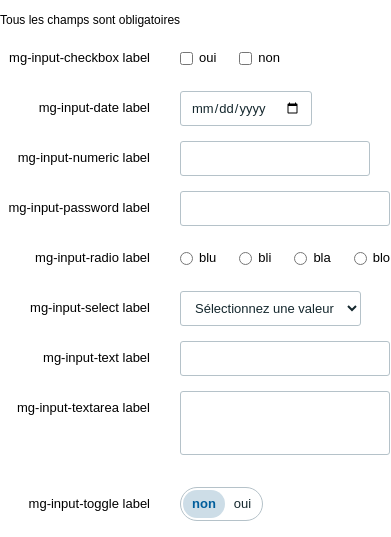 Tous les champs sont obligatoires
mg-input-checkbox label oui non
mg-input-date label mm/dd/yyyy
mg-input-numeric label
mg-input-password label
mg-input-radio label blu bli bla blo
mg-input-select label Sélectionnez une valeur
mg-input-text label
mg-input-textarea label
mg-input-toggle label non oui